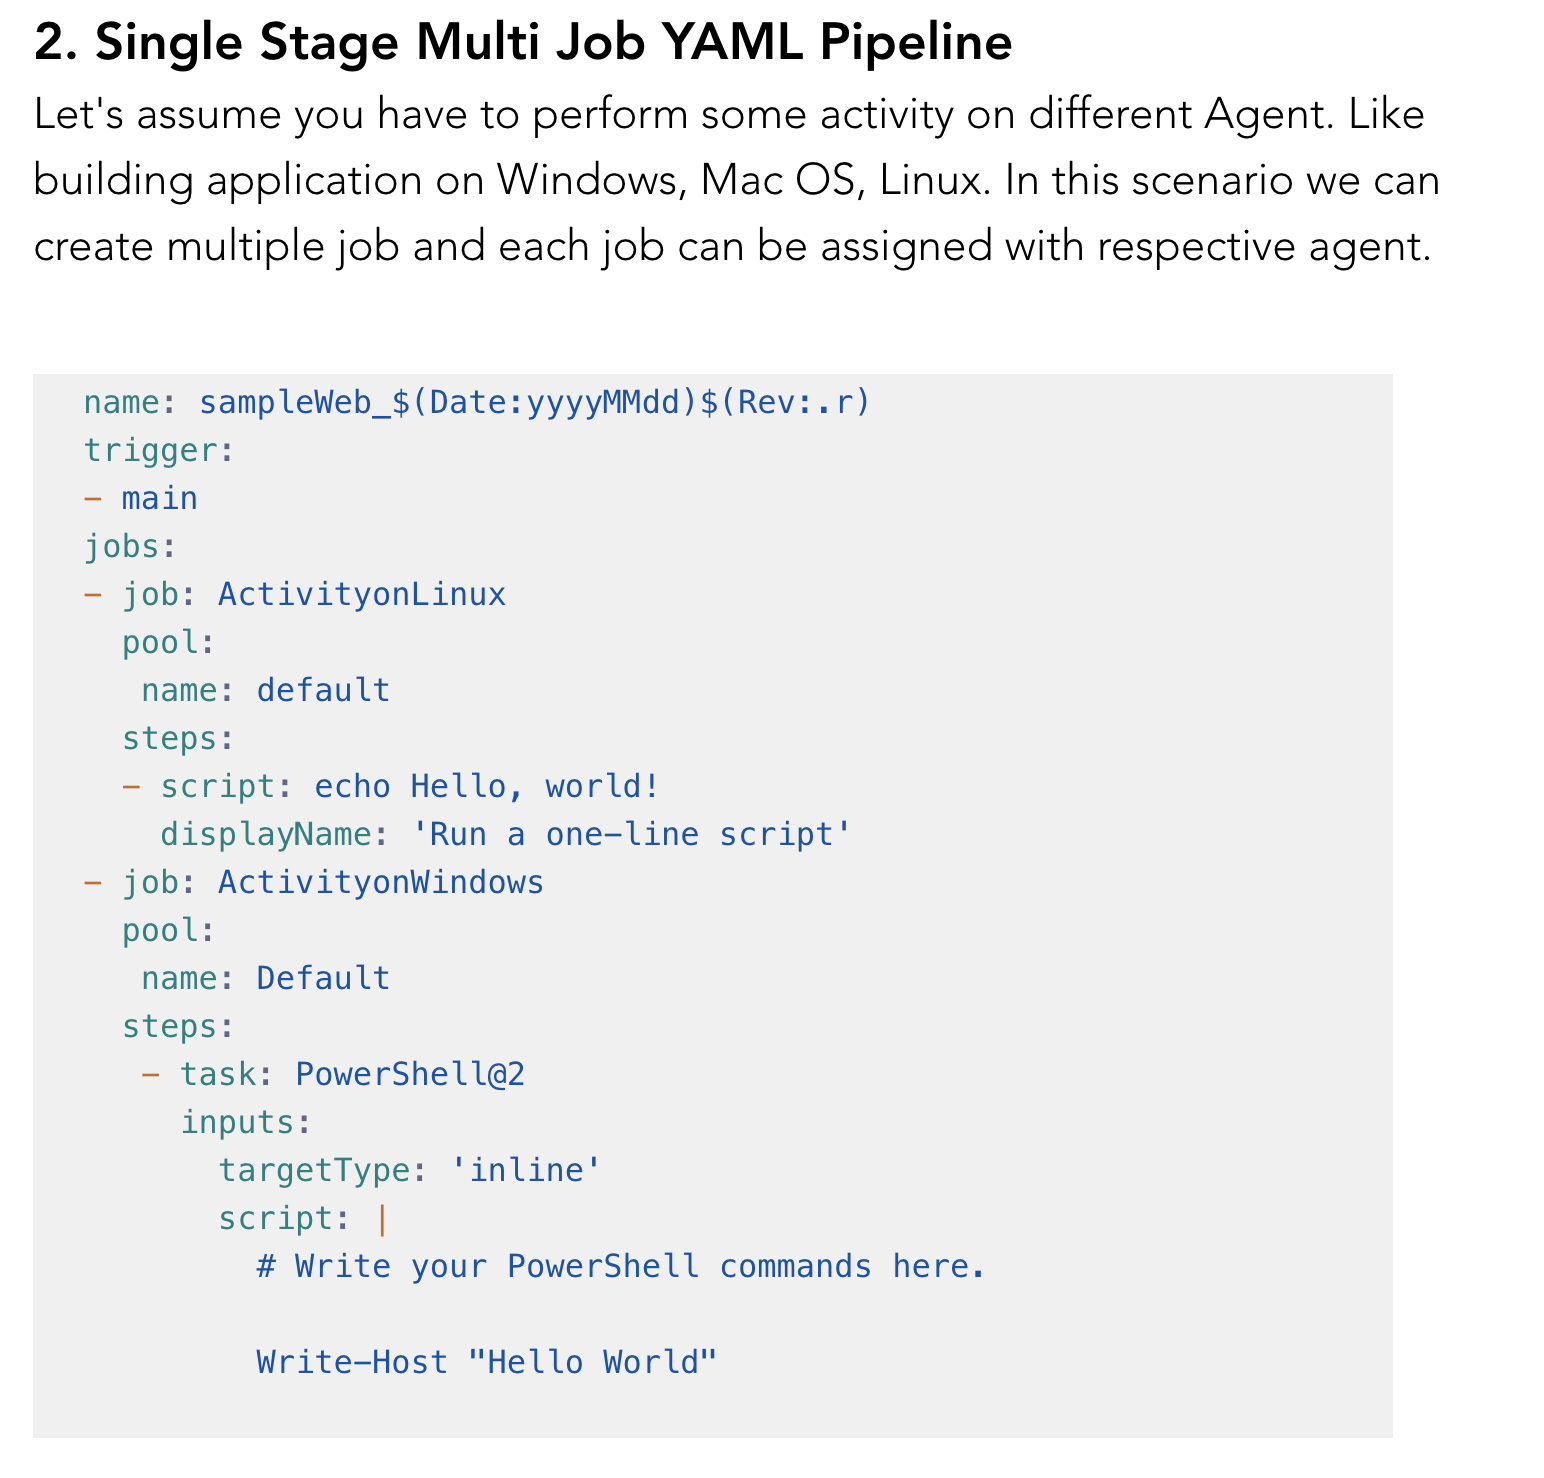 2. Single Stage Multi Job YAML Pipeline
Let's assume you have to perform some activity on different Agent. Like
building application on Windows, Mac OS, Linux. In this scenario we can
create multiple job and each job can be assigned with respective agent.
name: sampleWeb_$(Date:yyyyMMdd)$(Rev:.r)
trigger:
- main
jobs:
- job: ActivityonLinux
  pool:
   name: default
  steps:
  - script: echo Hello, world!
    displayName: 'Run a one-line script'
- job: ActivityonWindows
  pool:
   name: Default
  steps:
   - task: PowerShell@2
     inputs:
       targetType: 'inline'
       script: |
         # Write your PowerShell commands here.
         Write-Host "Hello World"